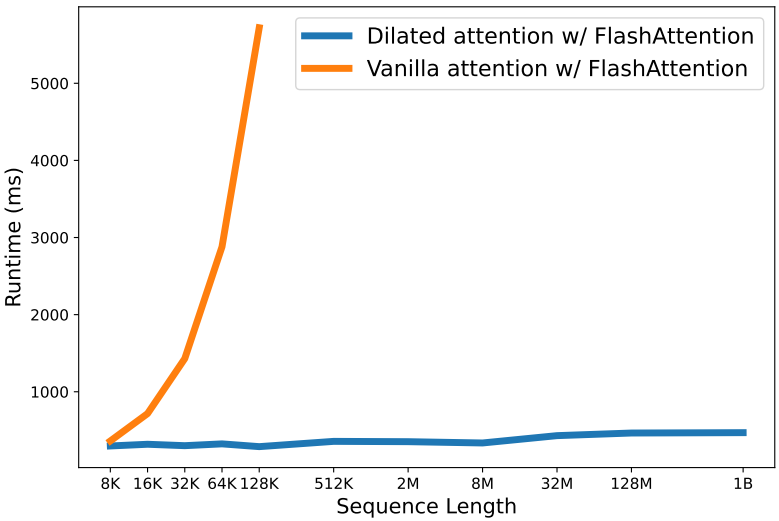 Dilated attention w/ FlashAttention
Vanilla attention w/ FlashAttention
Runtime (ms)
5000
4000
3000
2000
1000
8K 16K 32K 64K 128K 512K 2M 8M 32M 128M 1B
Sequence Length